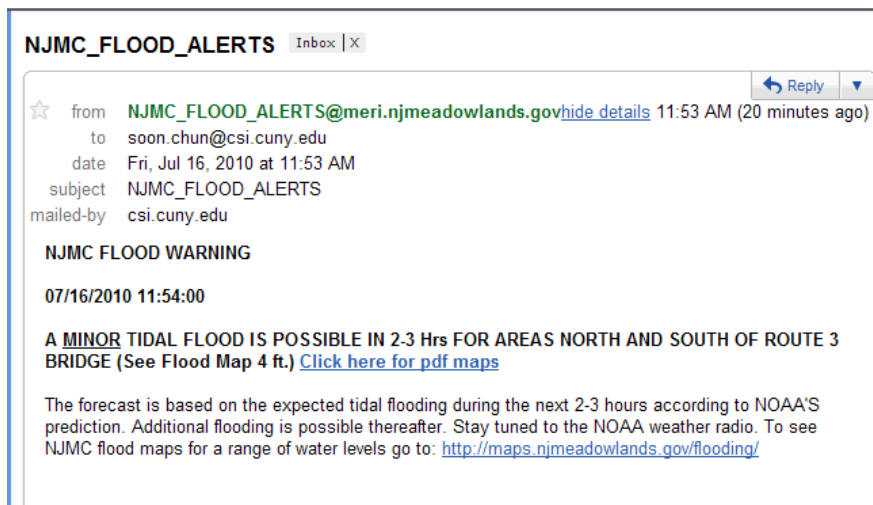 NJMC_FLOOD_ALERTS Inbox | X
Reply
from NJMC_FLOOD_ALERTS@meri.njmeadowlands.govhide details 11:53 AM (20 minutes ago)
to soon.chun@csi.cuny.edu
date Fri, Jul 16, 2010 at 11:53 AM
subject NJMC_FLOOD_ALERTS
mailed-by csi.cuny.edu
NJMC FLOOD WARNING
07/16/2010 11:54:00
A MINOR TIDAL FLOOD IS POSSIBLE IN 2-3 Hrs FOR AREAS NORTH AND SOUTH OF ROUTE 3
BRIDGE (See Flood Map 4 ft.) Click here for pdf maps
The forecast is based on the expected tidal flooding during the next 2-3 hours according to NOAA'S
prediction. Additional flooding is possible thereafter. Stay tuned to the NOAA weather radio. To see
NJMC flood maps for a range of water levels go to: http://maps.njmeadowlands.gov/flooding/